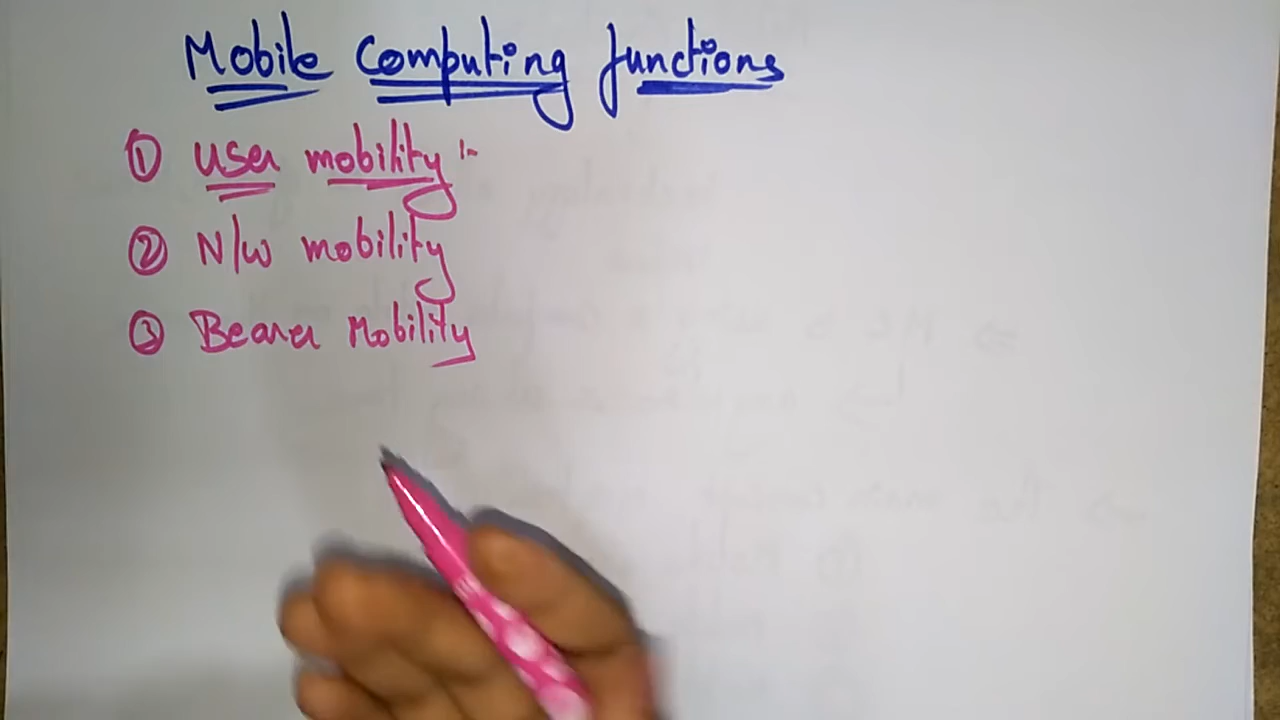 Mobile Computing functions
① user mobility :-
② N/w mobility
③ Bearer Mobility